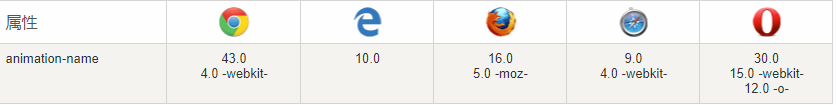 属性
animation-name
43.0
4.0 -webkit-
10.0
16.0
5.0 -moz-
9.0
4.0 -webkit-
30.0
15.0 -webkit-
12.0 -o-